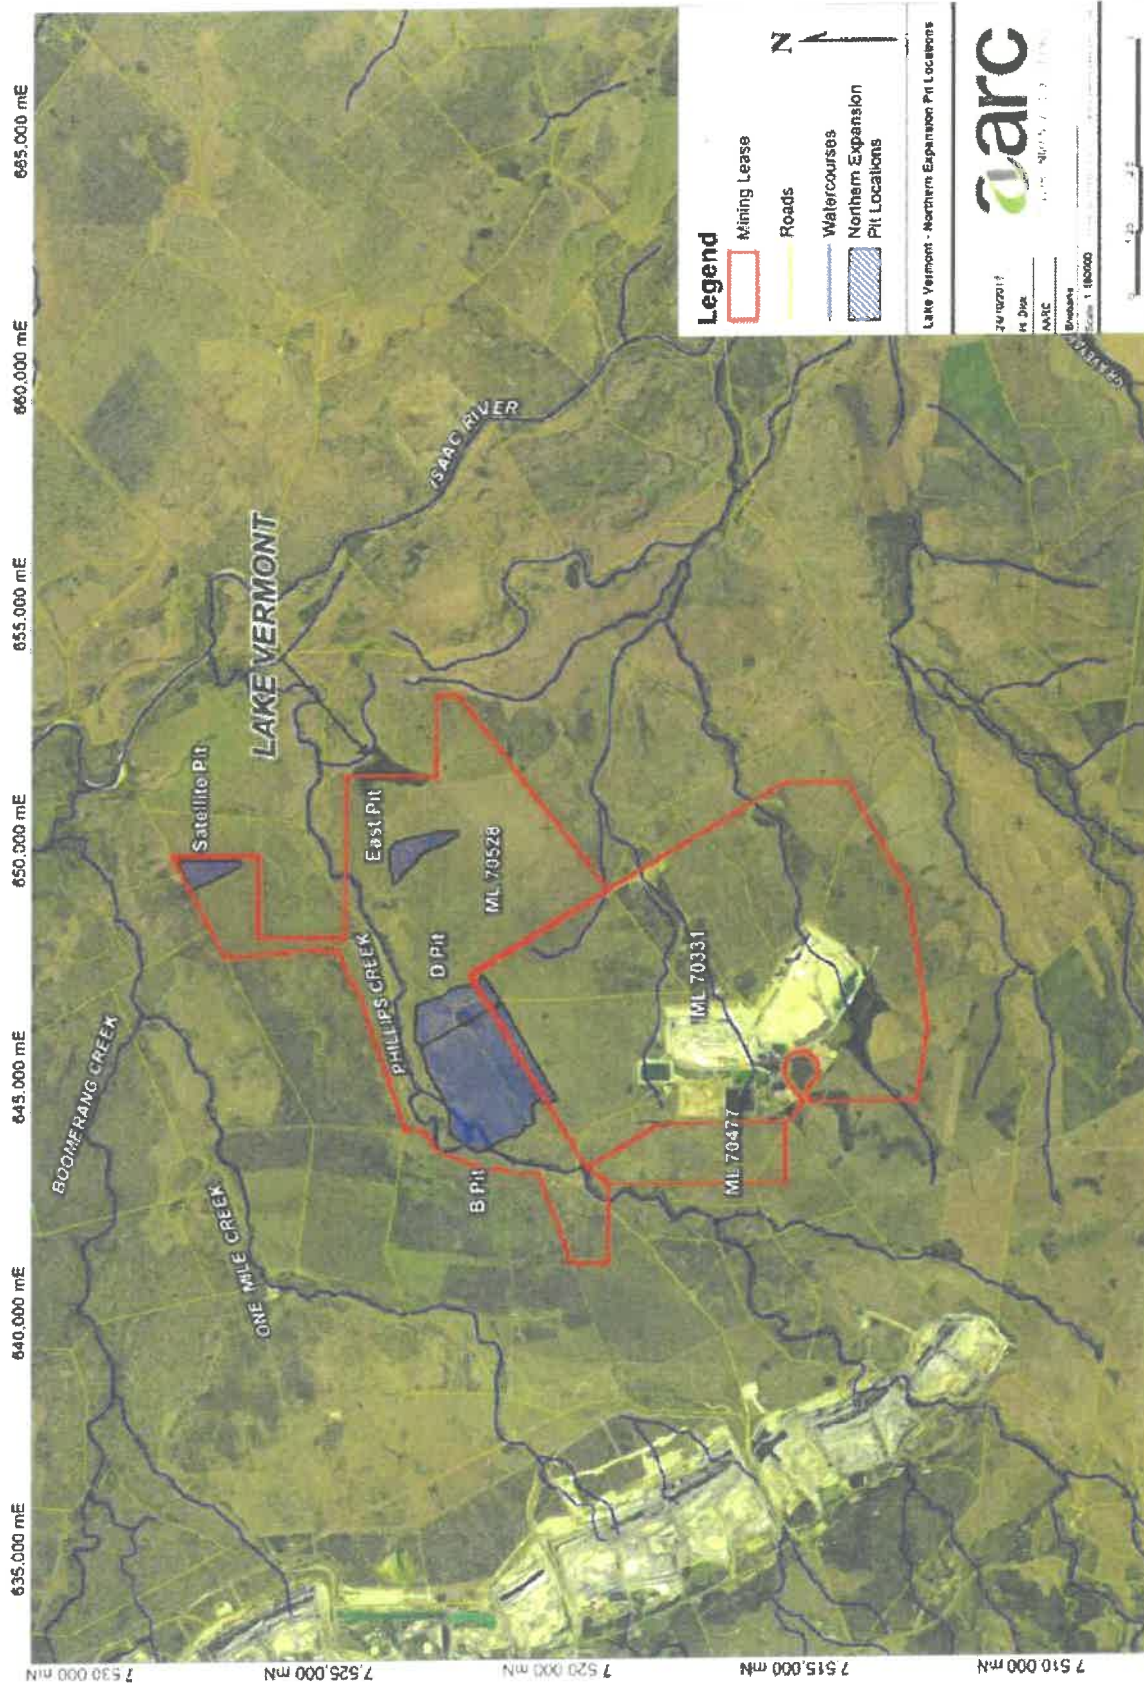 635,000 mE
640,000 mE
645,000 mE
650,000 mE
655,000 mE
660,000 mE
665,000 mE
7,530,000 mN
7,525,000 mN
7,520,000 mN
7,515,000 mN
7,510,000 mN
BOOMERANG CREEK
ONE MILE CREEK
Satellite Pit
LAKE VERMONT
PHILLIPS CREEK
East Pit
D Pit
B Pit
ML 70528
ISAAC RIVER
ML 70331
ML 70477
Legend
Mining Lease
Roads
Watercourses
Northern Expansion
Pit Locations
N
Lake Vermont - Northern Expansion Pit Locations
AARC
aarc